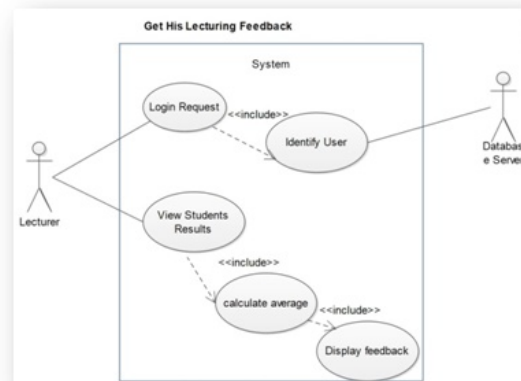 Get His Lecturing Feedback
System
Login Request
<<include>>
Identify User
Databas
e Server
Lecturer
View Students
Results
<<include>>
calculate average
<<include>>
Display feedback